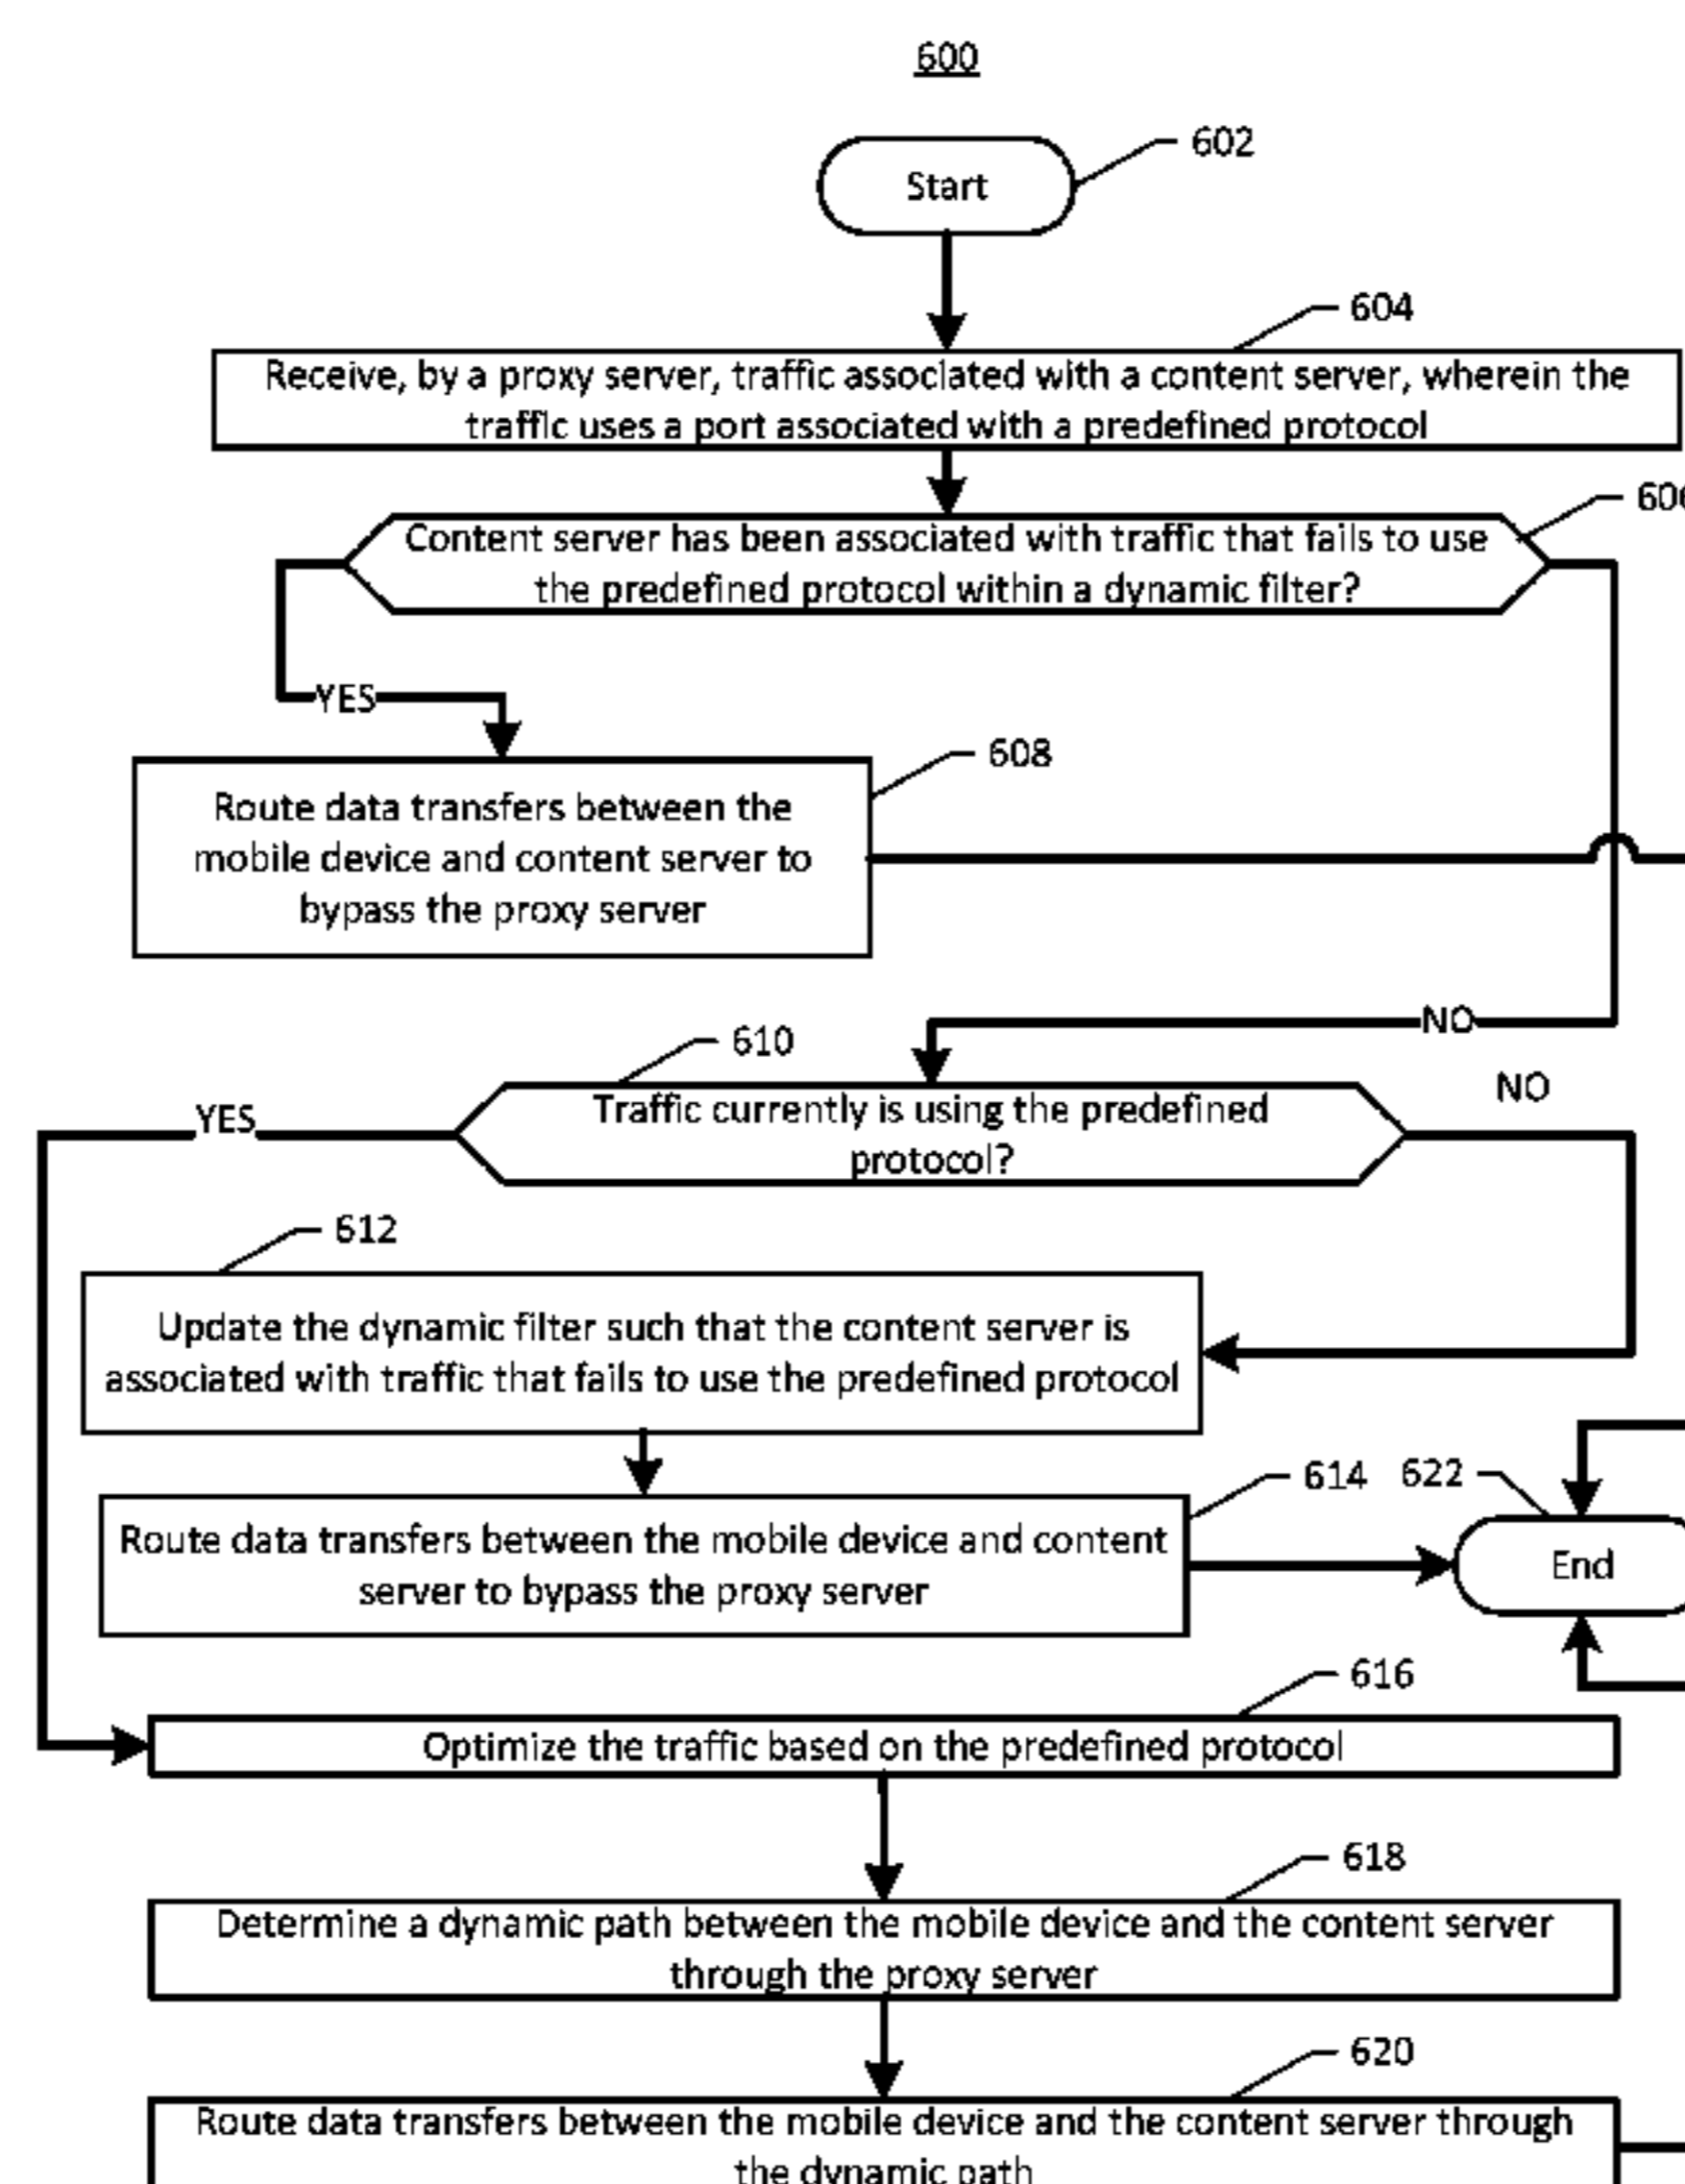 600
602
Start
604
Receive, by a proxy server, traffic associated with a content server, wherein the
traffic uses a port associated with a predefined protocol
Content server has been associated with traffic that fails to use
the predefined protocol within a dynamic filter?
YES
608
Route data transfers between the
mobile device and content server to
bypass the proxy server
NO
610
NO
YES
Traffic currently is using the predefined
protocol?
612
Update the dynamic filter such that the content server is
associated with traffic that fails to use the predefined protocol
614
622
Route data transfers between the mobile device and content
server to bypass the proxy server
End
616
Optimize the traffic based on the predefined protocol
618
Determine a dynamic path between the mobile device and the content server
through the proxy server
620
Route data transfers between the mobile device and the content server through
the dynamic path